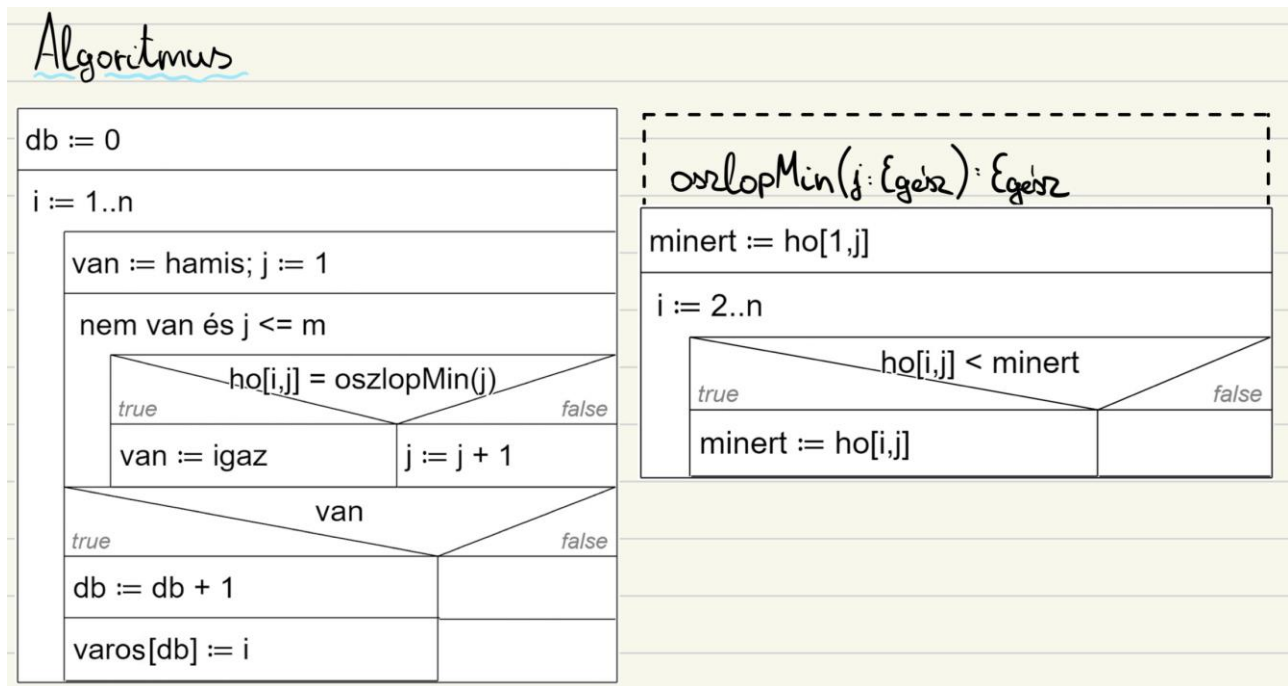 Algoritmus
db := 0
i := 1..n
van := hamis; j := 1
nem van és j <= m
ho[i,j] = oszlopMin(j)
true false
van := igaz j := j + 1
van
true false
db := db + 1
varos[db] := i
oszlopMin(j: Egész): Egész
minert := ho[1,j]
i := 2..n
ho[i,j] < minert
true false
minert := ho[i,j]